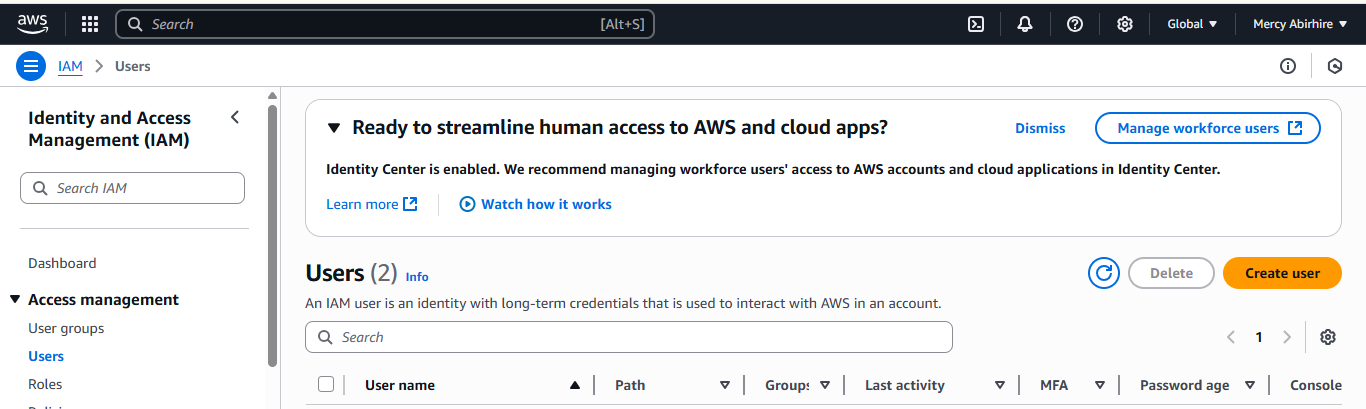 aws Search [Alt+S] Global Mercy Abirhire
IAM > Users
Identity and Access
Management (IAM)
Search IAM
Dashboard
Access management
User groups
Users
Roles
Ready to streamline human access to AWS and cloud apps?
Dismiss
Manage workforce users
Identity Center is enabled. We recommend managing workforce users' access to AWS accounts and cloud applications in Identity Center.
Learn more
Watch how it works
Users (2) Info
Delete
Create user
An IAM user is an identity with long-term credentials that is used to interact with AWS in an account.
Search
1
User name Path Groups Last activity MFA Password age Console